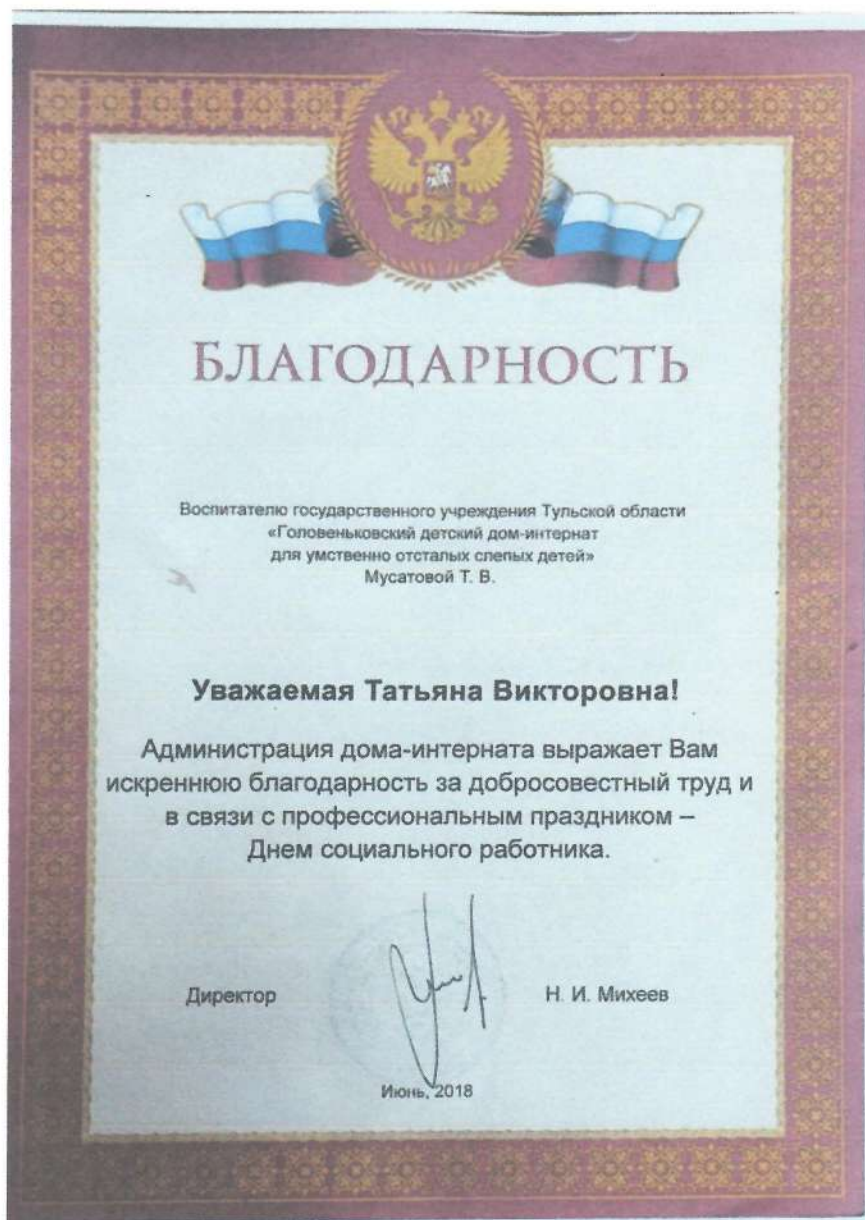 БЛАГОДАРНОСТЬ
Воспитателю государственного учреждения Тульской области
«Головеньковский детский дом-интернат
для умственно отсталых слепых детей»
Мусатовой Т. В.
Уважаемая Татьяна Викторовна!
Администрация дома-интерната выражает Вам
искреннюю благодарность за добросовестный труд и
в связи с профессиональным праздником –
Днем социального работника.
Директор Н. И. Михеев
Июнь, 2018